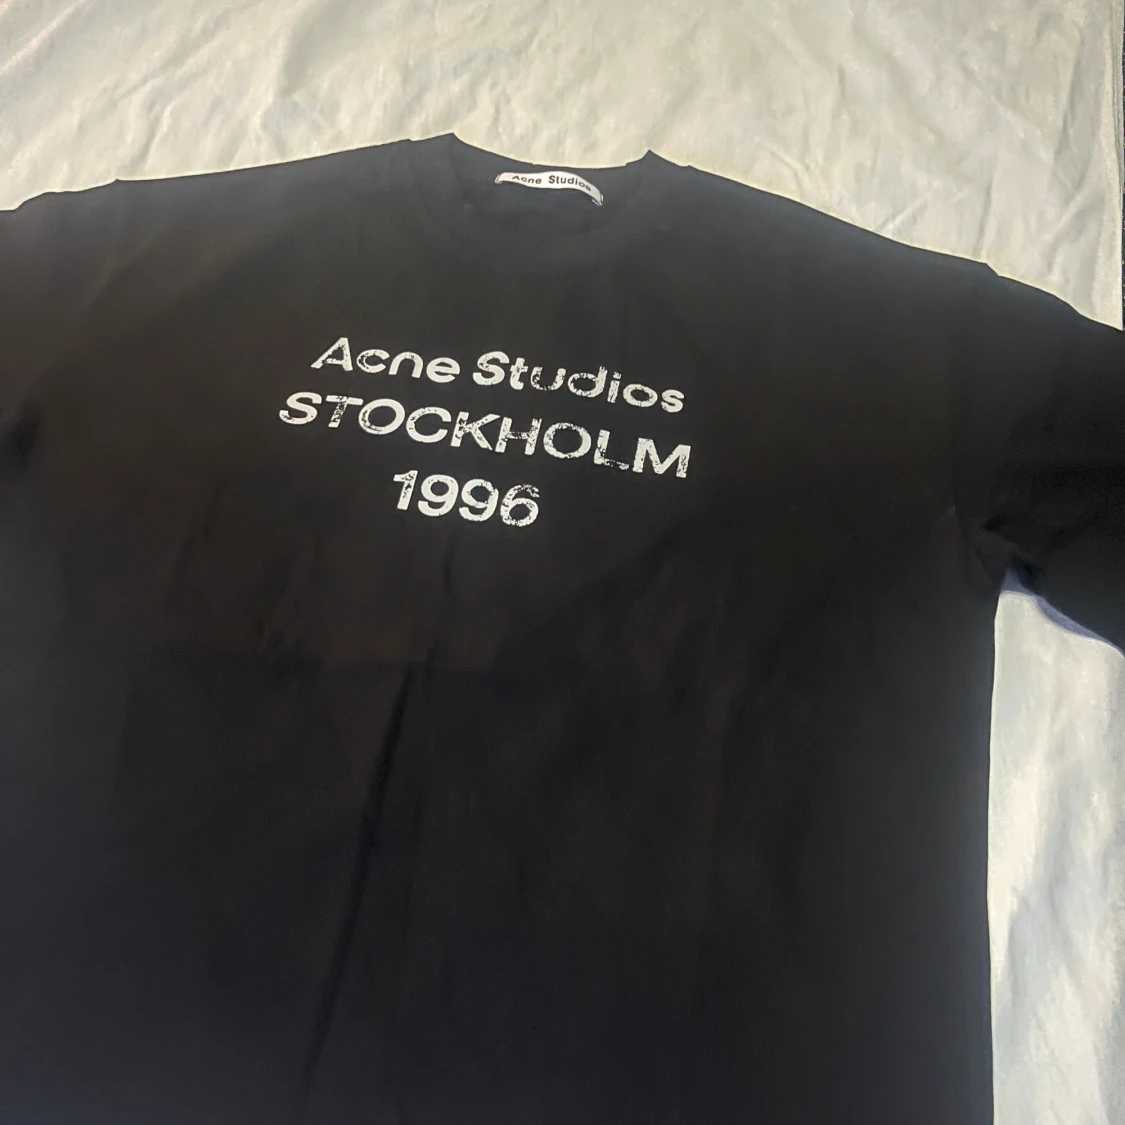 Acne Studios
Acne Studios
STOCKHOLM
1996